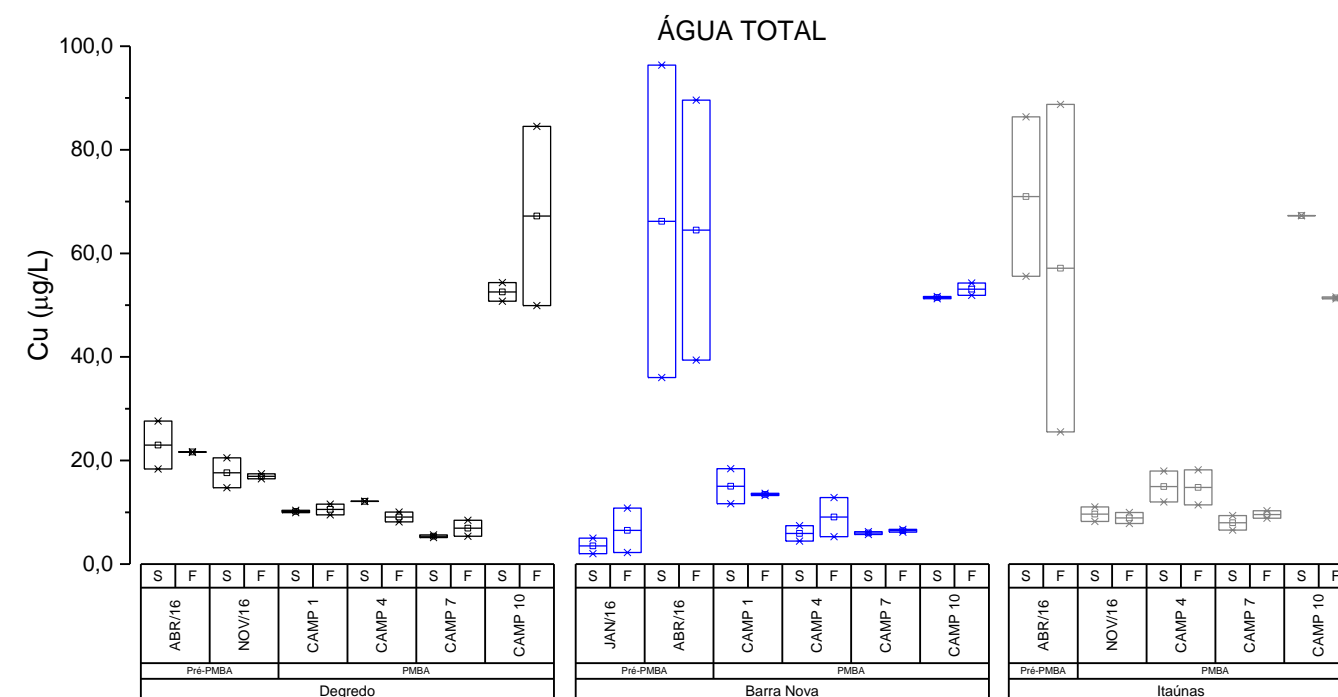 ÁGUA TOTAL
100,0
80,0
60,0
40,0
20,0
0,0
Cu (µg/L)
S F S F S F S F S F S F S F S F S F S F S F S F S F S F S F S F S F
ABR/16 NOV/16 CAMP 1 CAMP 4 CAMP 7 CAMP 10 JAN/16 ABR/16 CAMP 1 CAMP 4 CAMP 7 CAMP 10 ABR/16 NOV/16 CAMP 4 CAMP 7 CAMP 10
Pré-PMBA PMBA Pré-PMBA PMBA Pré-PMBA PMBA
Degredo Barra Nova Itaúnas